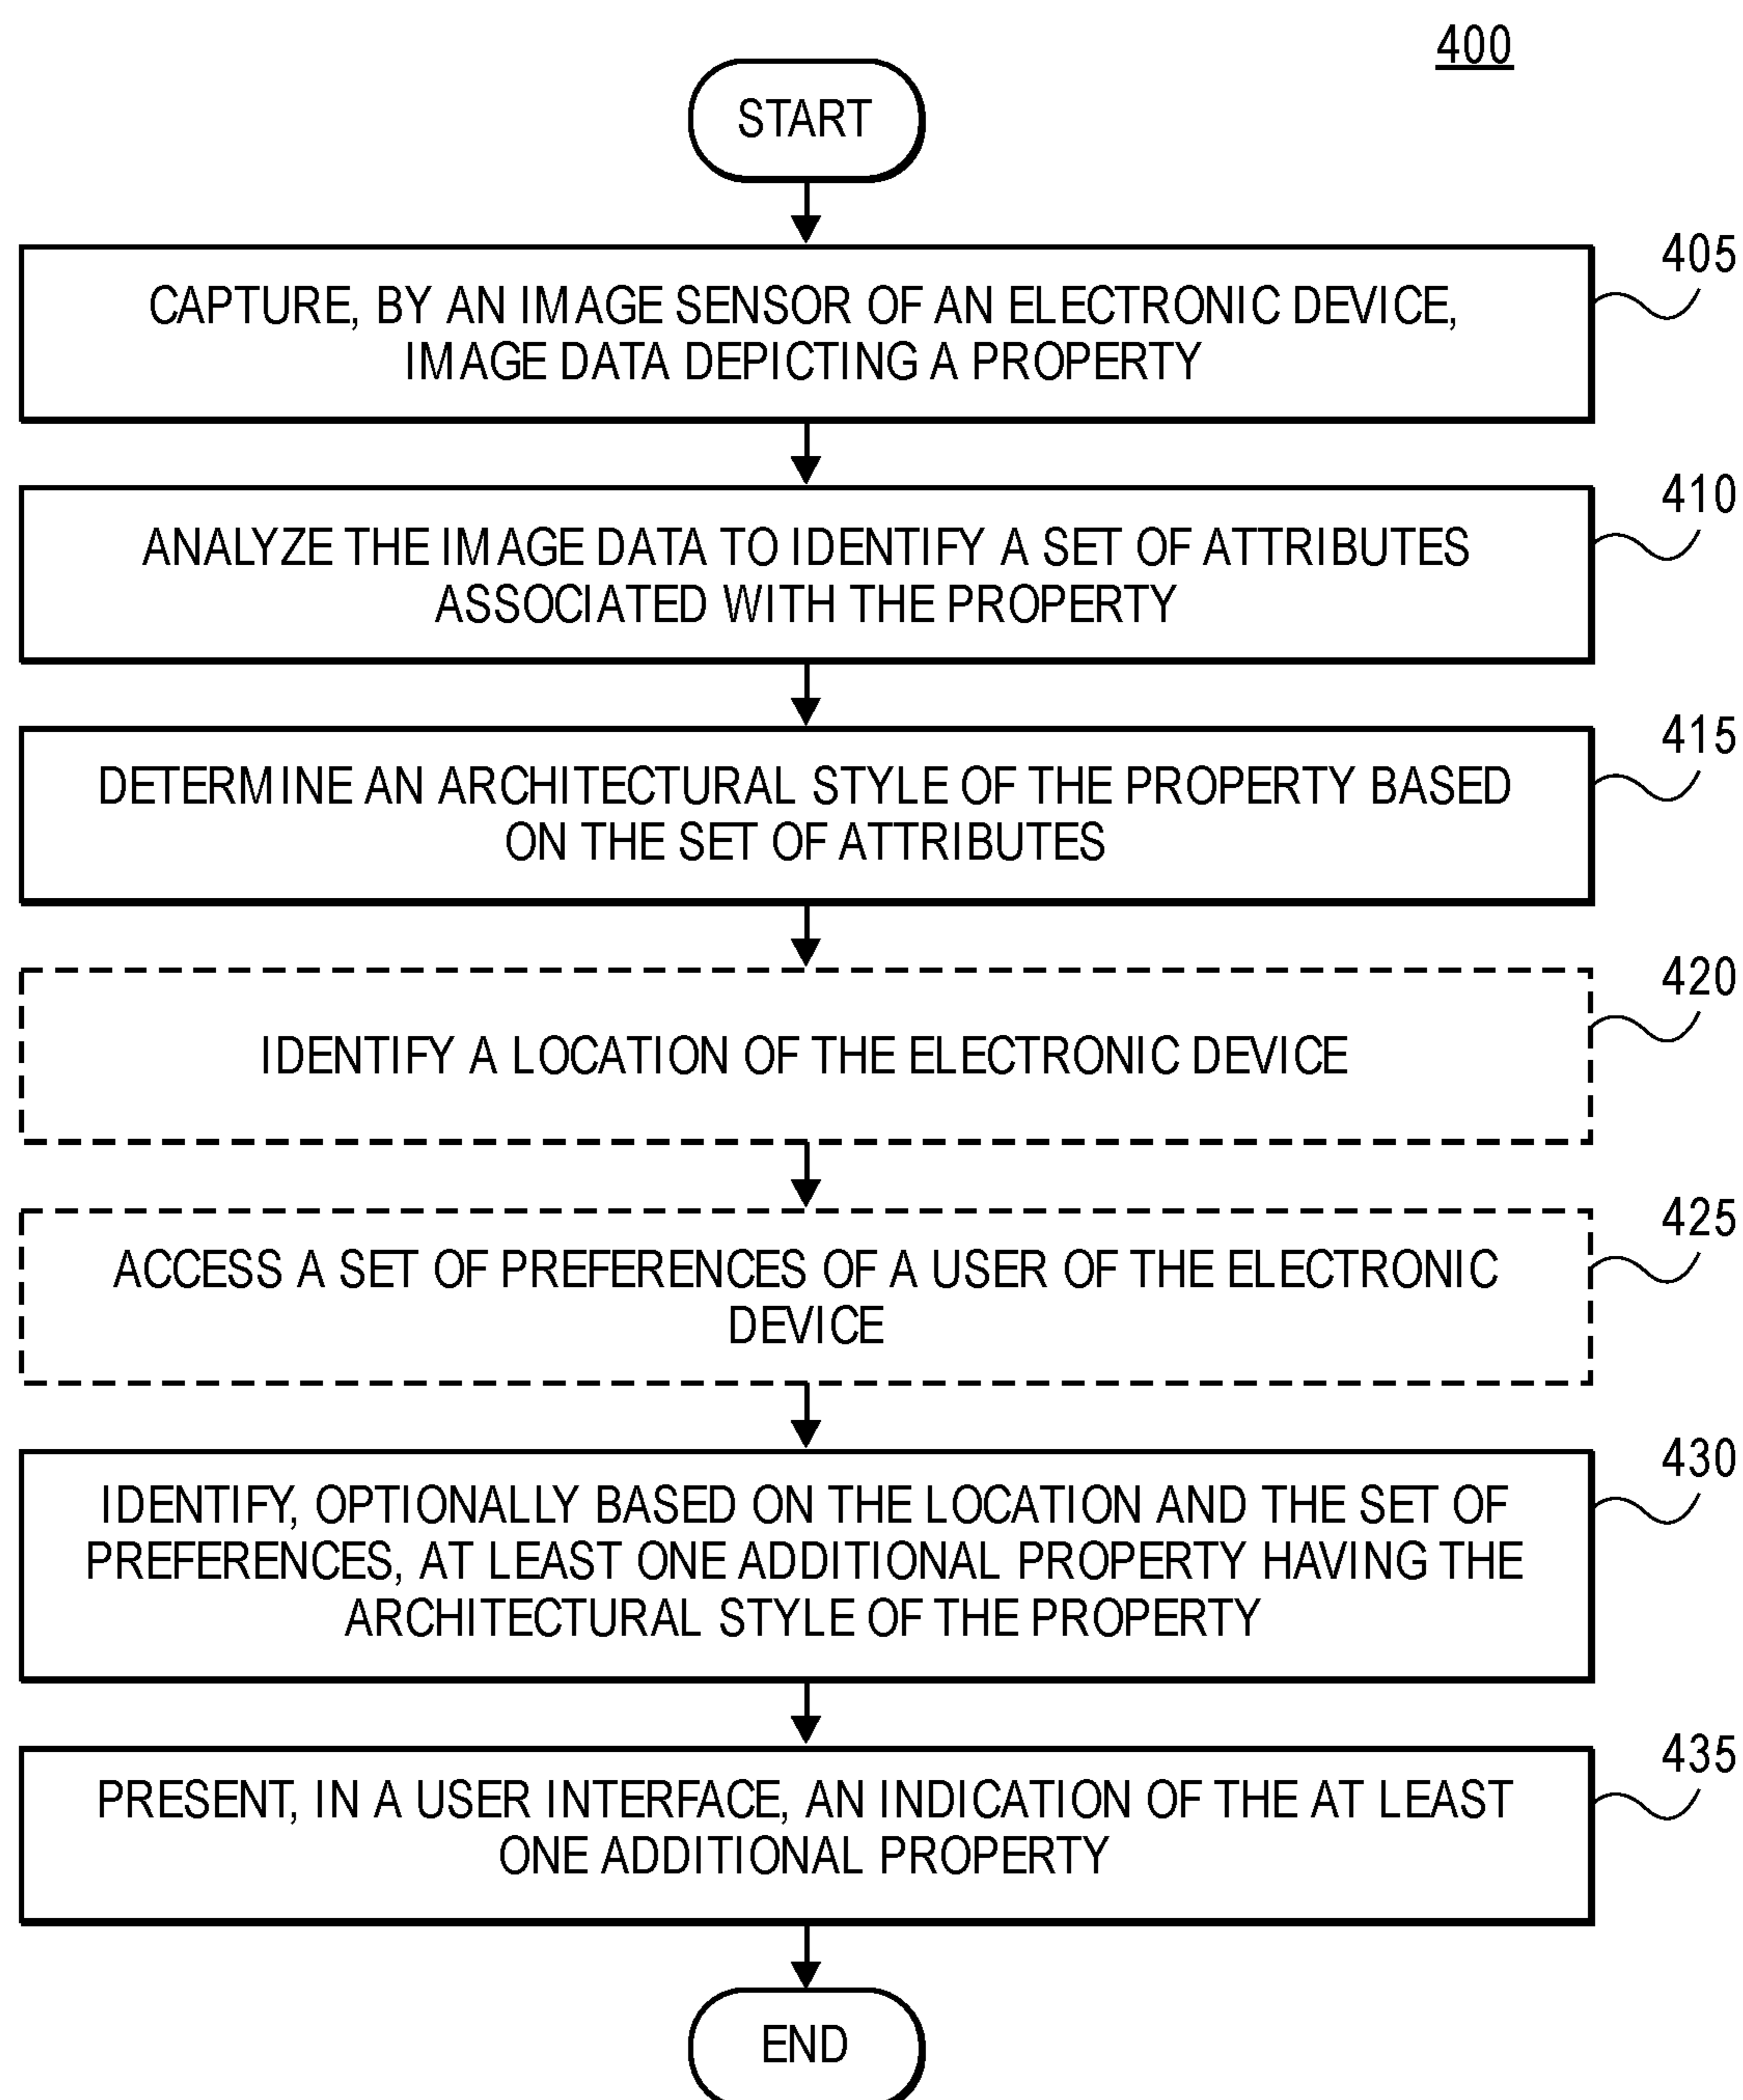 400
START
405
CAPTURE, BY AN IMAGE SENSOR OF AN ELECTRONIC DEVICE,
IMAGE DATA DEPICTING A PROPERTY
410
ANALYZE THE IMAGE DATA TO IDENTIFY A SET OF ATTRIBUTES
ASSOCIATED WITH THE PROPERTY
415
DETERMINE AN ARCHITECTURAL STYLE OF THE PROPERTY BASED
ON THE SET OF ATTRIBUTES
420
IDENTIFY A LOCATION OF THE ELECTRONIC DEVICE
425
ACCESS A SET OF PREFERENCES OF A USER OF THE ELECTRONIC
DEVICE
430
IDENTIFY, OPTIONALLY BASED ON THE LOCATION AND THE SET OF
PREFERENCES, AT LEAST ONE ADDITIONAL PROPERTY HAVING THE
ARCHITECTURAL STYLE OF THE PROPERTY
435
PRESENT, IN A USER INTERFACE, AN INDICATION OF THE AT LEAST
ONE ADDITIONAL PROPERTY
END